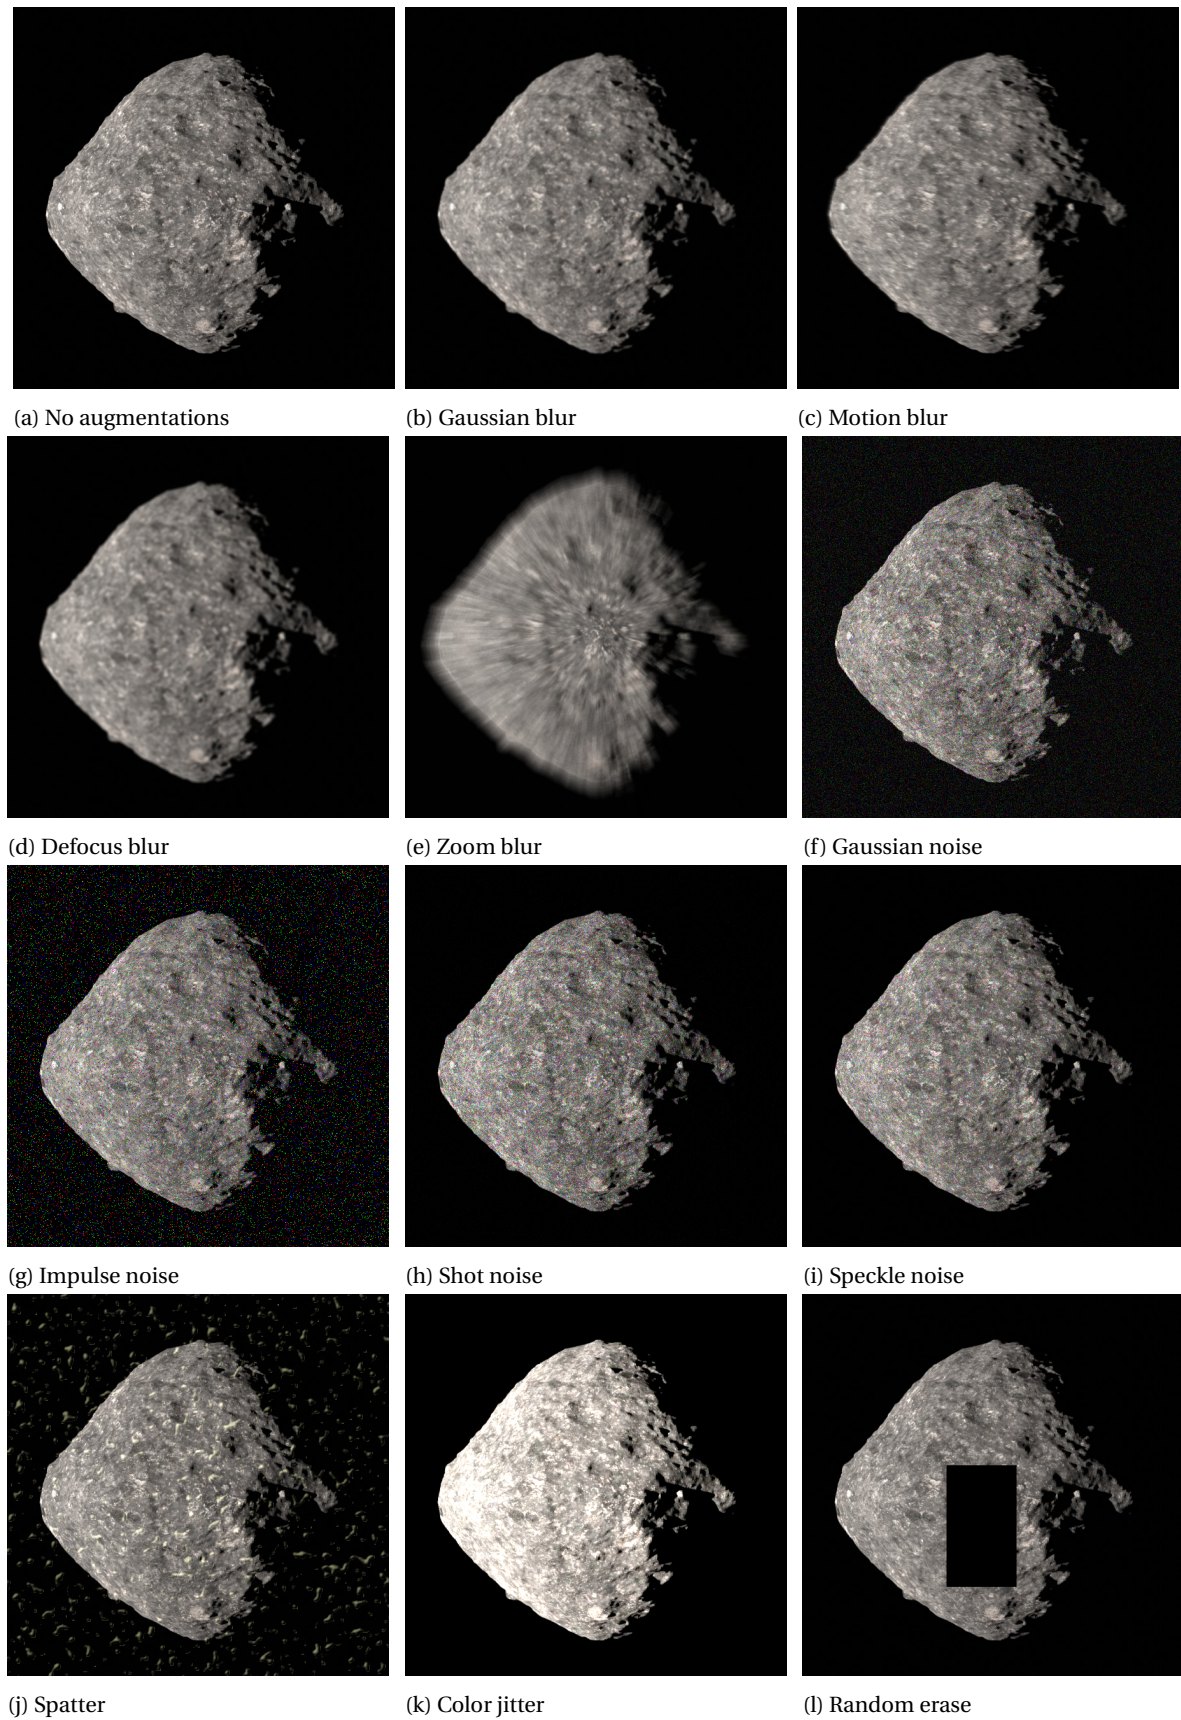 (a) No augmentations
(b) Gaussian blur
(c) Motion blur
(d) Defocus blur
(e) Zoom blur
(f) Gaussian noise
(g) Impulse noise
(h) Shot noise
(i) Speckle noise
(j) Spatter
(k) Color jitter
(l) Random erase